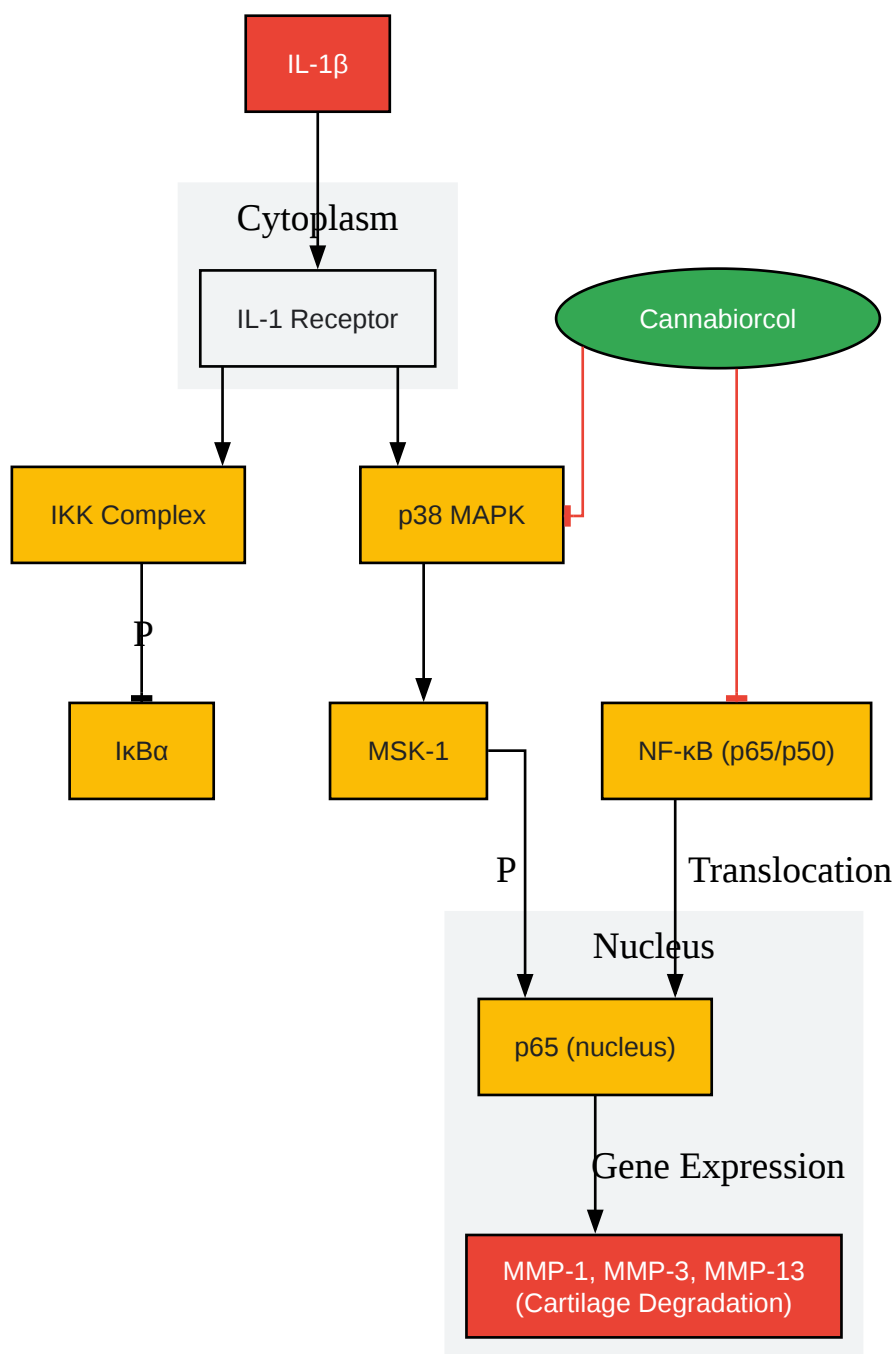 IL-1β
Cytoplasm
IL-1 Receptor
Cannabiorcol
IKK Complex
p38 MAPK
P
IκBα
MSK-1
NF-κB (p65/p50)
P
Translocation
Nucleus
p65 (nucleus)
Gene Expression
MMP-1, MMP-3, MMP-13
(Cartilage Degradation)